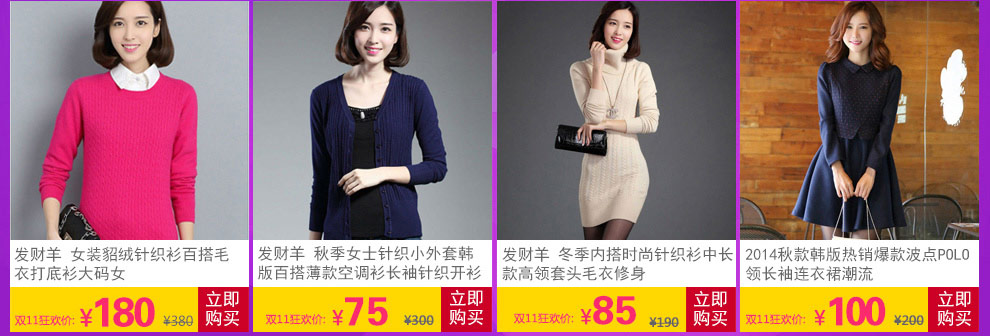 发财羊 女装貂绒针织衫百搭毛
衣打底衫大码女
双11狂欢价: ¥180 ¥380
立即
购买
发财羊 秋季女士针织小外套韩
版百搭薄款空调衫长袖针织开衫
双11狂欢价: ¥75 ¥300
立即
购买
发财羊 冬季内搭时尚针织衫中长
款高领套头毛衣修身
双11狂欢价: ¥85 ¥190
立即
购买
2014秋款韩版热销爆款波点POLO
领长袖连衣裙潮流
双11狂欢价: ¥100 ¥200
立即
购买